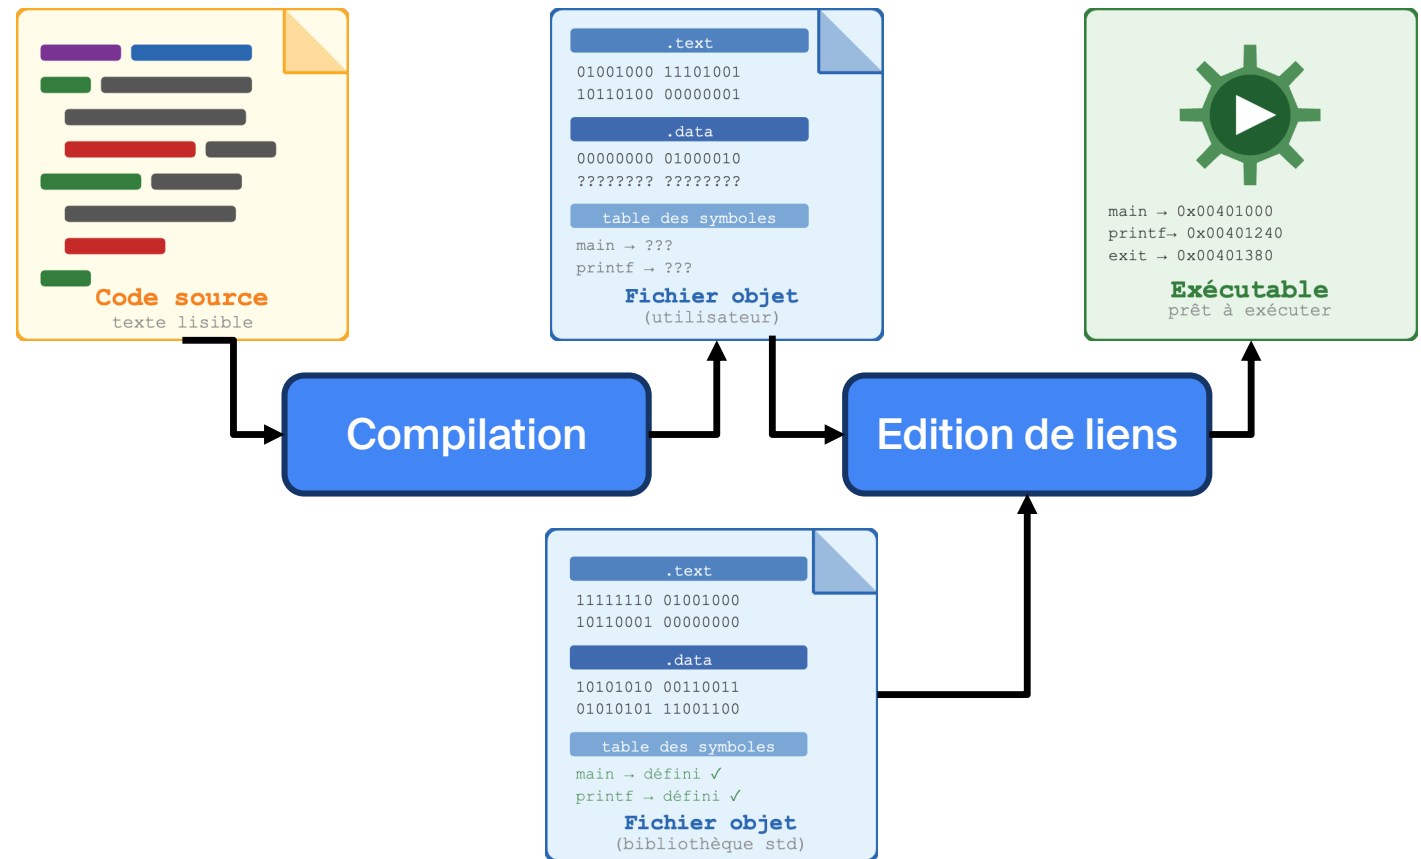 Code source
texte lisible
.text
01001000 11101001
10110100 00000001
.data
00000000 01000010
???????? ????????
table des symboles
main → ???
printf → ???
Fichier objet
(utilisateur)
main → 0x00401000
printf→ 0x00401240
exit → 0x00401380
Exécutable
prêt à exécuter
Compilation
Edition de liens
.text
11111110 01001000
10110001 00000000
.data
10101010 00110011
01010101 11001100
table des symboles
main → défini ✓
printf → défini ✓
Fichier objet
(bibliothèque std)